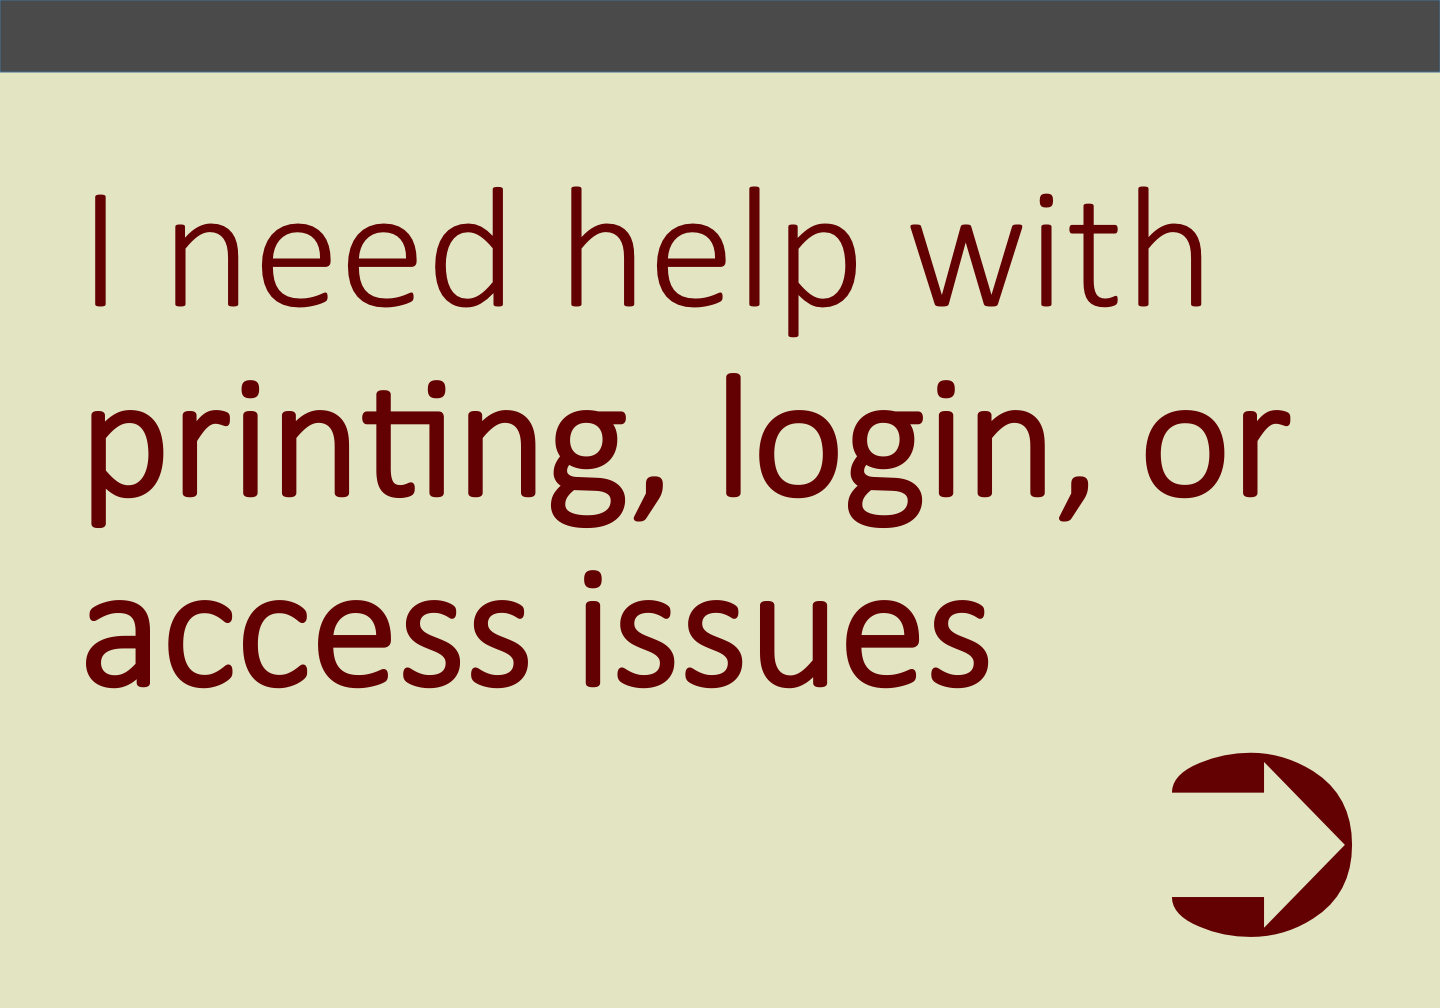 I need help with
printing, login, or
access issues